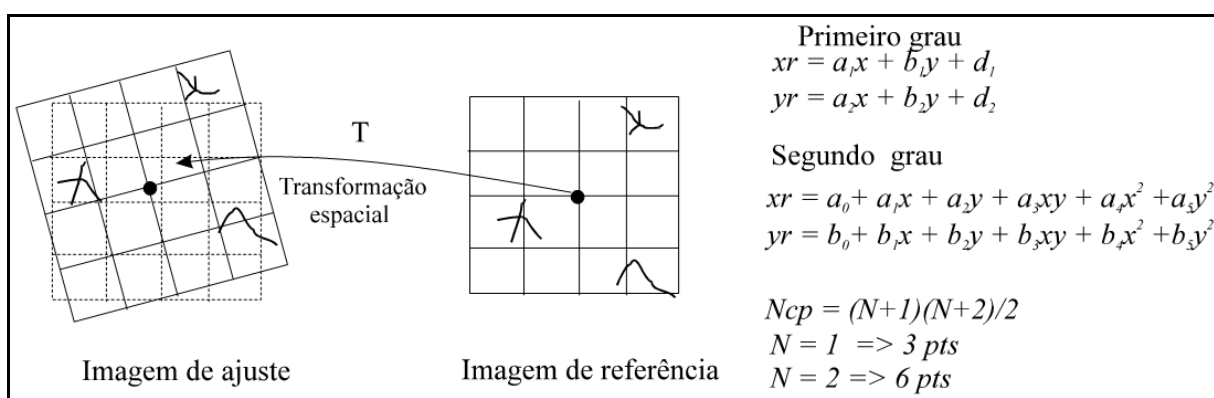 T
Transformação
espacial
Imagem de ajuste
Imagem de referência
Primeiro grau
xr = a₁x + b₁y + d₁
yr = a₂x + b₂y + d₂
Segundo grau
xr = a₀+ a₁x + a₂y + a₃xy + a₄x² +a₅y²
yr = b₀+ b₁x + b₂y + b₃xy + b₄x² +b₅y²
Ncp = (N+1)(N+2)/2
N = 1 => 3 pts
N = 2 => 6 pts